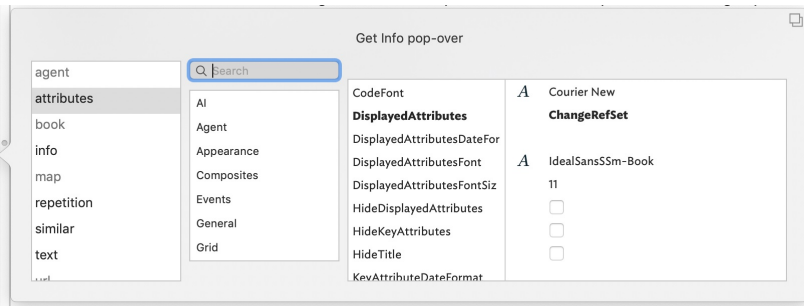 Get Info pop-over
agent
attributes
book
info
map
repetition
similar
text
url
Search
AI
Agent
Appearance
Composites
Events
General
Grid
CodeFont
DisplayedAttributes
DisplayedAttributesDateFor
DisplayedAttributesFont
DisplayedAttributesFontSiz
HideDisplayedAttributes
HideKeyAttributes
HideTitle
KeyAttributeDateFormat
A Courier New
ChangeRefSet
A IdealSansSSm-Book
11